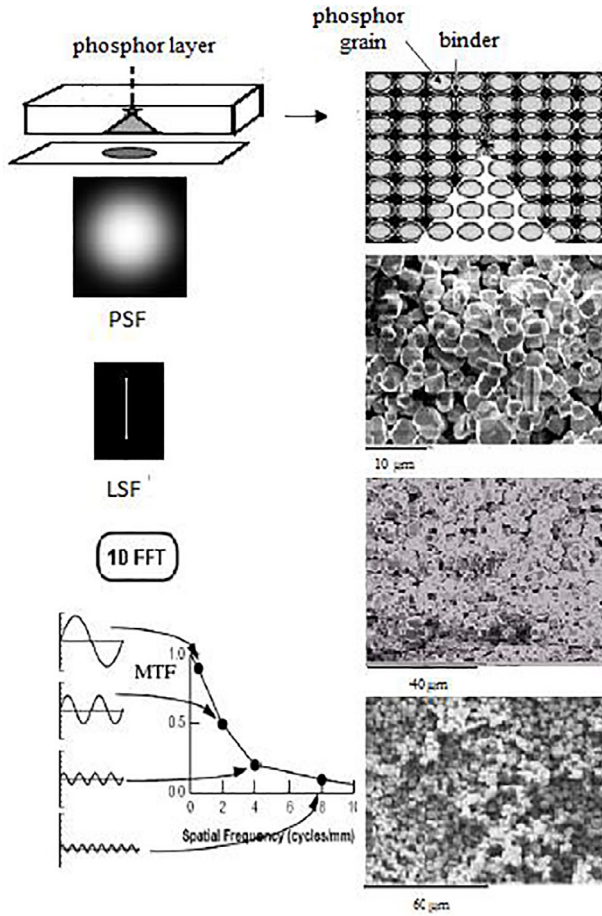 phosphor layer
phosphor
grain
binder
PSF
10 μm
LSF
1D FFT
40 μm
MTF
1.0
0.5
0.0
0 2 4 6 8 10
Spatial Frequency (cycles/mm)
60 μm